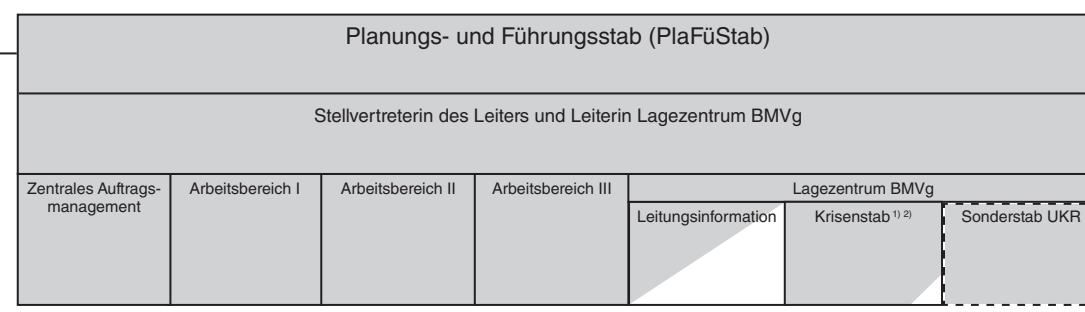 Planungs- und Führungsstab (PlaFüStab)
Stellvertreterin des Leiters und Leiterin Lagezentrum BMVg
Zentrales Auftrags-
management
Arbeitsbereich I
Arbeitsbereich II
Arbeitsbereich III
Lagezentrum BMVg
Leitungsinformation
Krisenstab 1) 2)
Sonderstab UKR